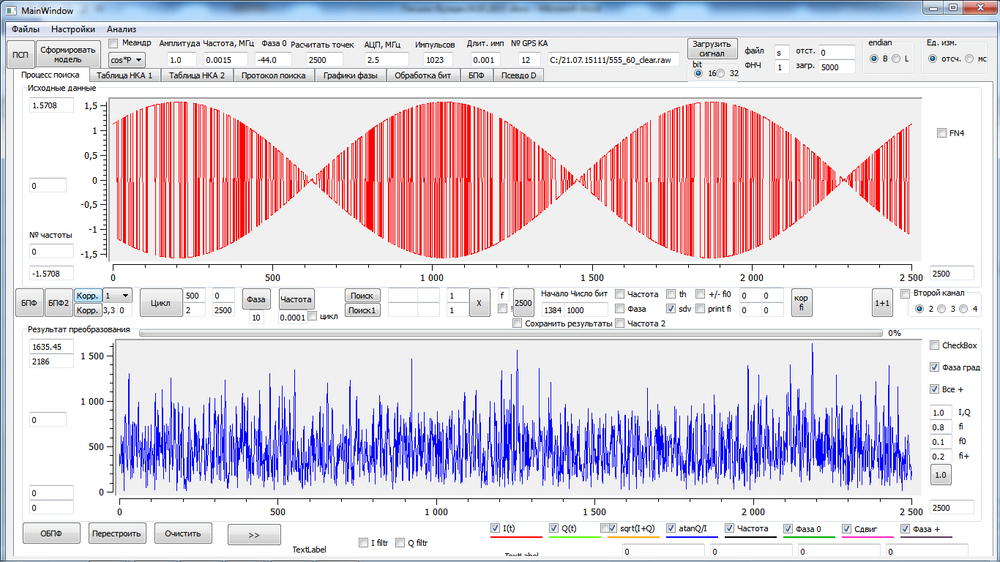 MainWindow
Файлы Настройки Анализ
ПСП Сформировать модель
Меандр Амплитуда Частота, МГц Фаза 0 Расчитать точек АЦП, МГц Импульсов Длит. имп № GPS КА
cos*P 1.0 0.0015 -44.0 2500 2.5 1023 0.001 12 C:/21.07.15111/555_60_clear.raw
Загрузить сигнал
bit 16 32
файл s отст. 0
ФНЧ 1 загр. 5000
endian B L
Ед. изм. отсч. мс
Процесс поиска Таблица НКА 1 Таблица НКА 2 Протокол поиска Графики фазы Обработка бит БПФ Псевдо D
Исходные данные
1.5708
0
№ частоты
0
-1.5708
1,5
1
0,5
0
-0,5
-1
-1,5
0 500 1 000 1 500 2 000 2 500
FN4
2500
БПФ БПФ2 Корр. 1
Корр. 3,3 0
Цикл 500 0
2 2500
Фаза
10
Частота
0.0001 цикл
Поиск
Поиск1
1
1
X f ! 2500
Начало Число бит
1384 1000
Сохранить результаты
Частота th +/- fi0 0 0
Фаза sdv print fi 0 0
Частота 2
кор fi
1+1
Второй канал
2 3 4
Результат преобразования
0%
1635.45
2186
0
0
0
1 500
1 000
500
0
0 500 1 000 1 500 2 000 2 500
CheckBox
Фаза град
Все +
1.0 I,Q
0.8 fi
0.1 f0
0.2 fi+
1.0
2500
ОБПФ Перестроить Очистить >>
I(t) Q(t) sqrt(I+Q) atanQ/I Частота Фаза 0 Сдвиг Фаза +
I filtr Q filtr
TextLabel
TextLabel
0 0 0 0